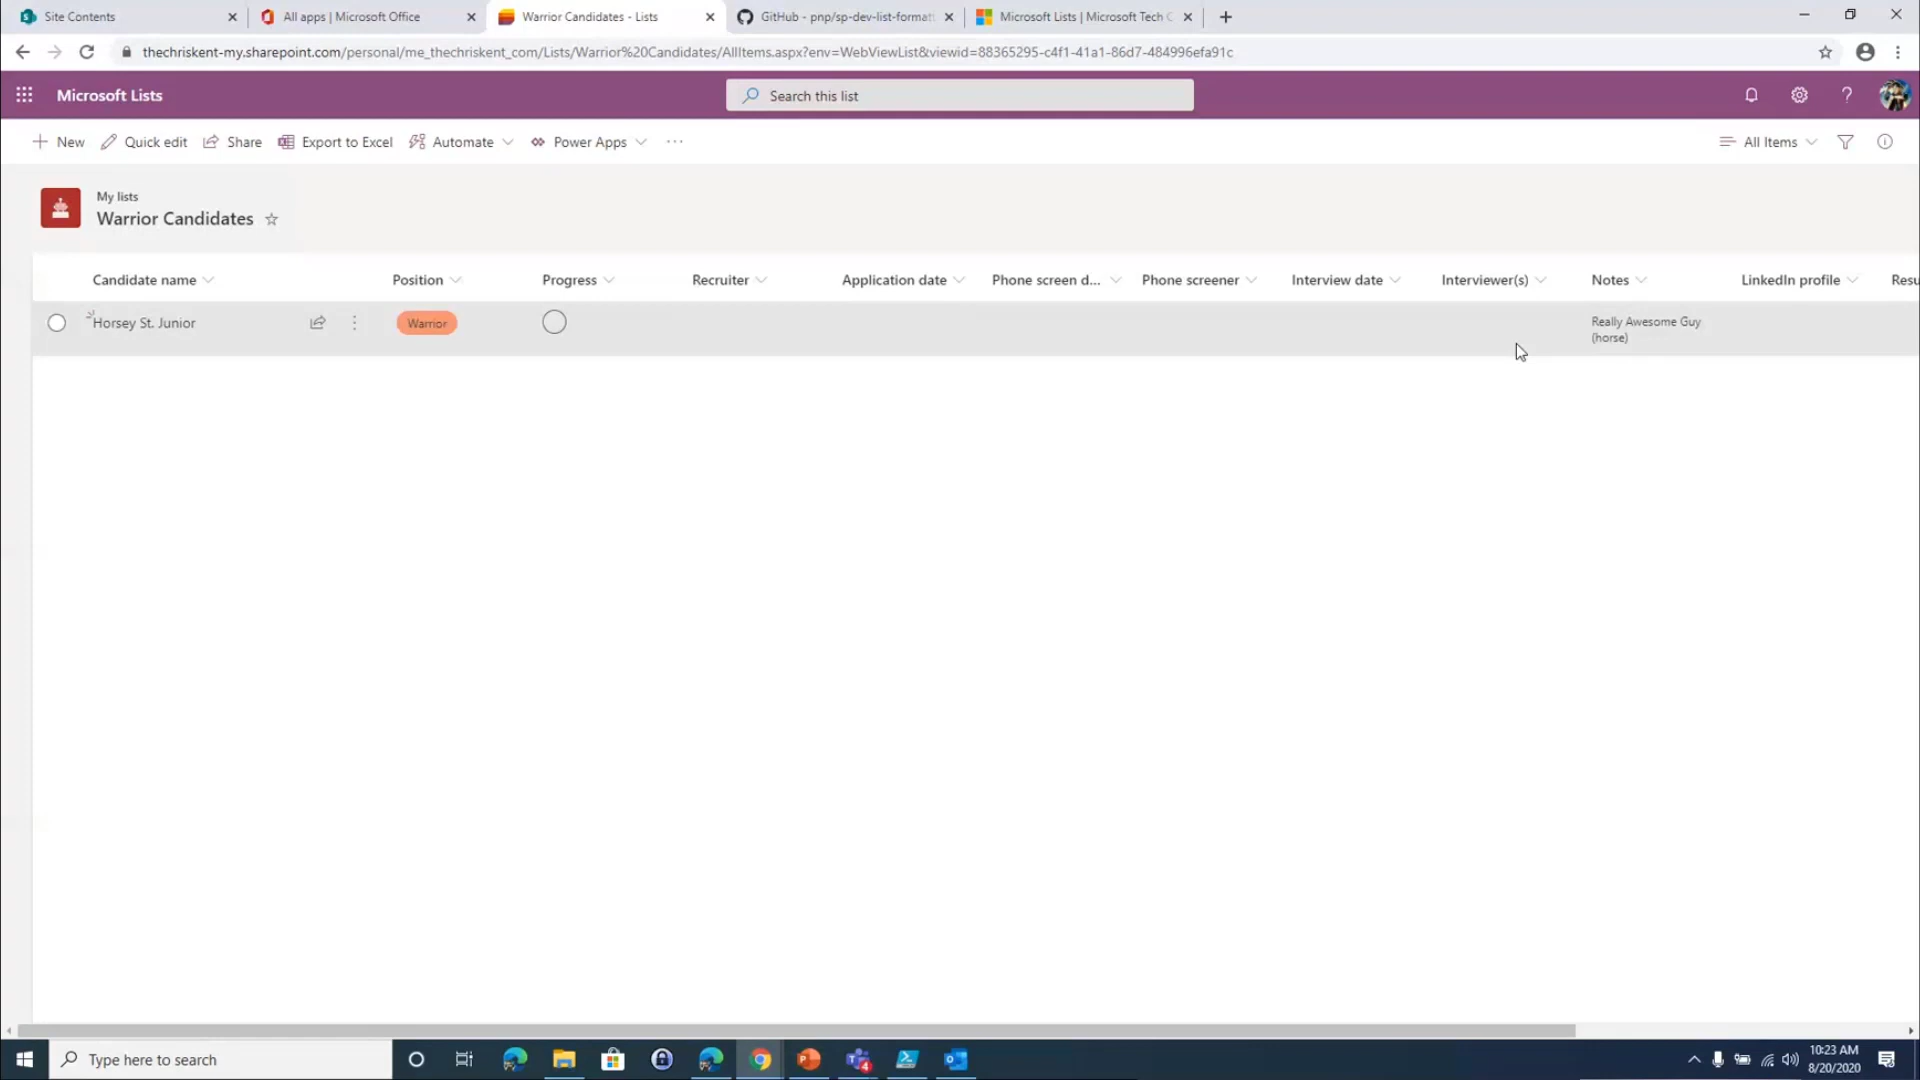 Site Contents
All apps | Microsoft Office
Warrior Candidates - Lists
GitHub - pnp/sp-dev-list-formatt
Microsoft Lists | Microsoft Tech C
thechriskent-my.sharepoint.com/personal/me_thechriskent_com/Lists/Warrior%20Candidates/AllItems.aspx?env=WebViewList&viewid=88365295-c4f1-41a1-86d7-484996efa91c
Microsoft Lists
Search this list
New
Quick edit
Share
Export to Excel
Automate
Power Apps
All Items
My lists
Warrior Candidates
Candidate name
Position
Progress
Recruiter
Application date
Phone screen d...
Phone screener
Interview date
Interviewer(s)
Notes
LinkedIn profile
Resu
Horsey St. Junior
Warrior
Really Awesome Guy
(horse)
Type here to search
4
10:23 AM
8/20/2020